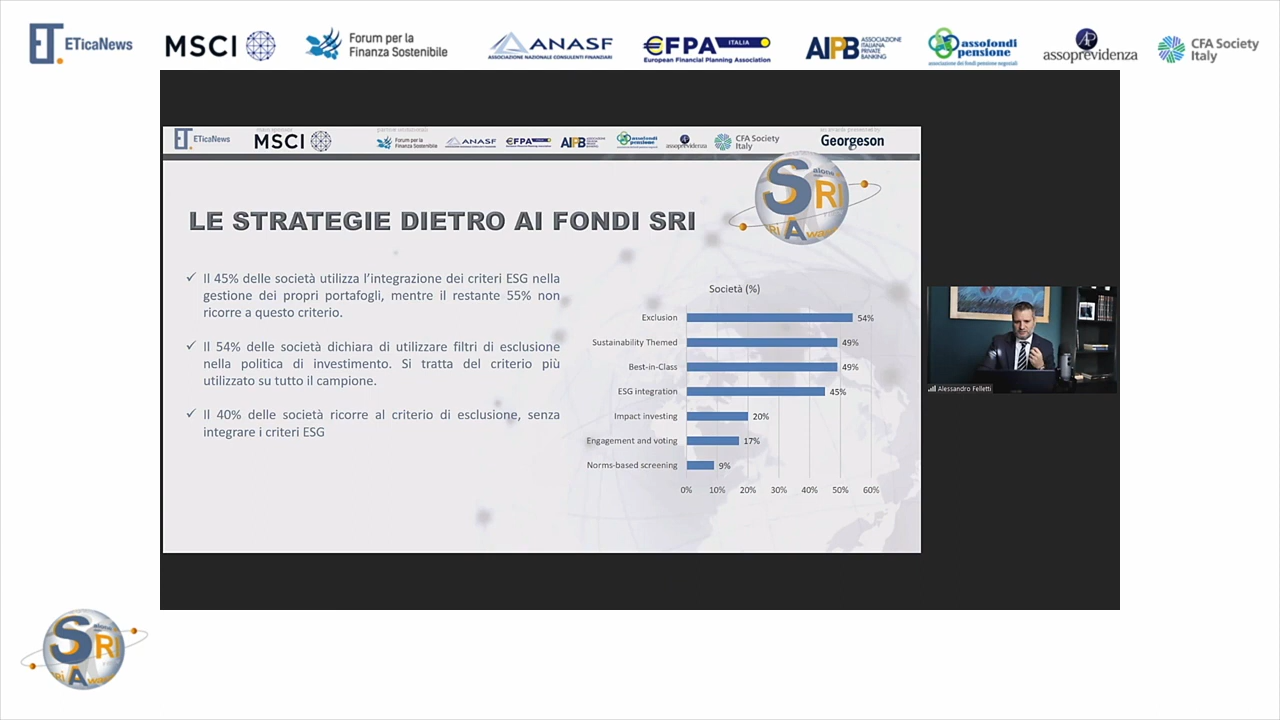 ETicaNews
MSCI
Forum per la
Finanza Sostenibile
ANASF
ASSOCIAZIONE NAZIONALE CONSULENTI FINANZIARI
EFPA ITALIA
European Financial Planning Association
AIPB ASSOCIAZIONE ITALIANA PRIVATE BANKING
assofondi
pensione
associazione dei fondi pensione negoziali
AP
assoprevidenza
CFA Society
Italy
ETicaNews
MSCI
Forum per la
Finanza Sostenibile
ANASF
EFPA
AIPB
assofondi
pensione
assoprevidenza
CFA Society
Italy
Georgeson
Salone
SRI
SRI Awards
LE STRATEGIE DIETRO AI FONDI SRI
✓ Il 45% delle società utilizza l'integrazione dei criteri ESG nella
gestione dei propri portafogli, mentre il restante 55% non
ricorre a questo criterio.
✓ Il 54% delle società dichiara di utilizzare filtri di esclusione
nella politica di investimento. Si tratta del criterio più
utilizzato su tutto il campione.
✓ Il 40% delle società ricorre al criterio di esclusione, senza
integrare i criteri ESG
Società (%)
Exclusion 54%
Sustainability Themed 49%
Best-in-Class 49%
ESG integration 45%
Impact investing 20%
Engagement and voting 17%
Norms-based screening 9%
0% 10% 20% 30% 40% 50% 60%
Alessandro Felletti